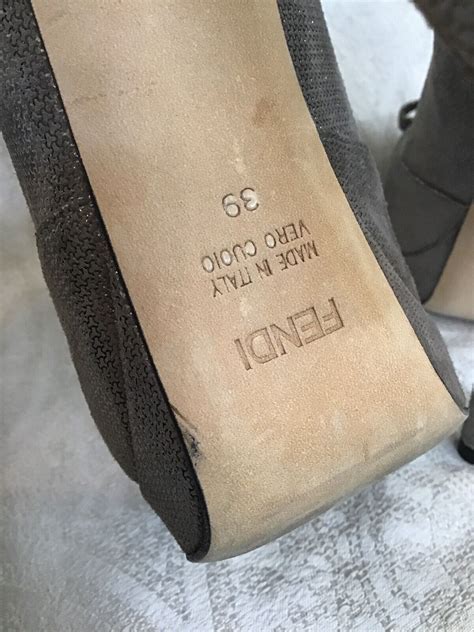 FENDI
MADE IN ITALY
VERO CUOIO
39